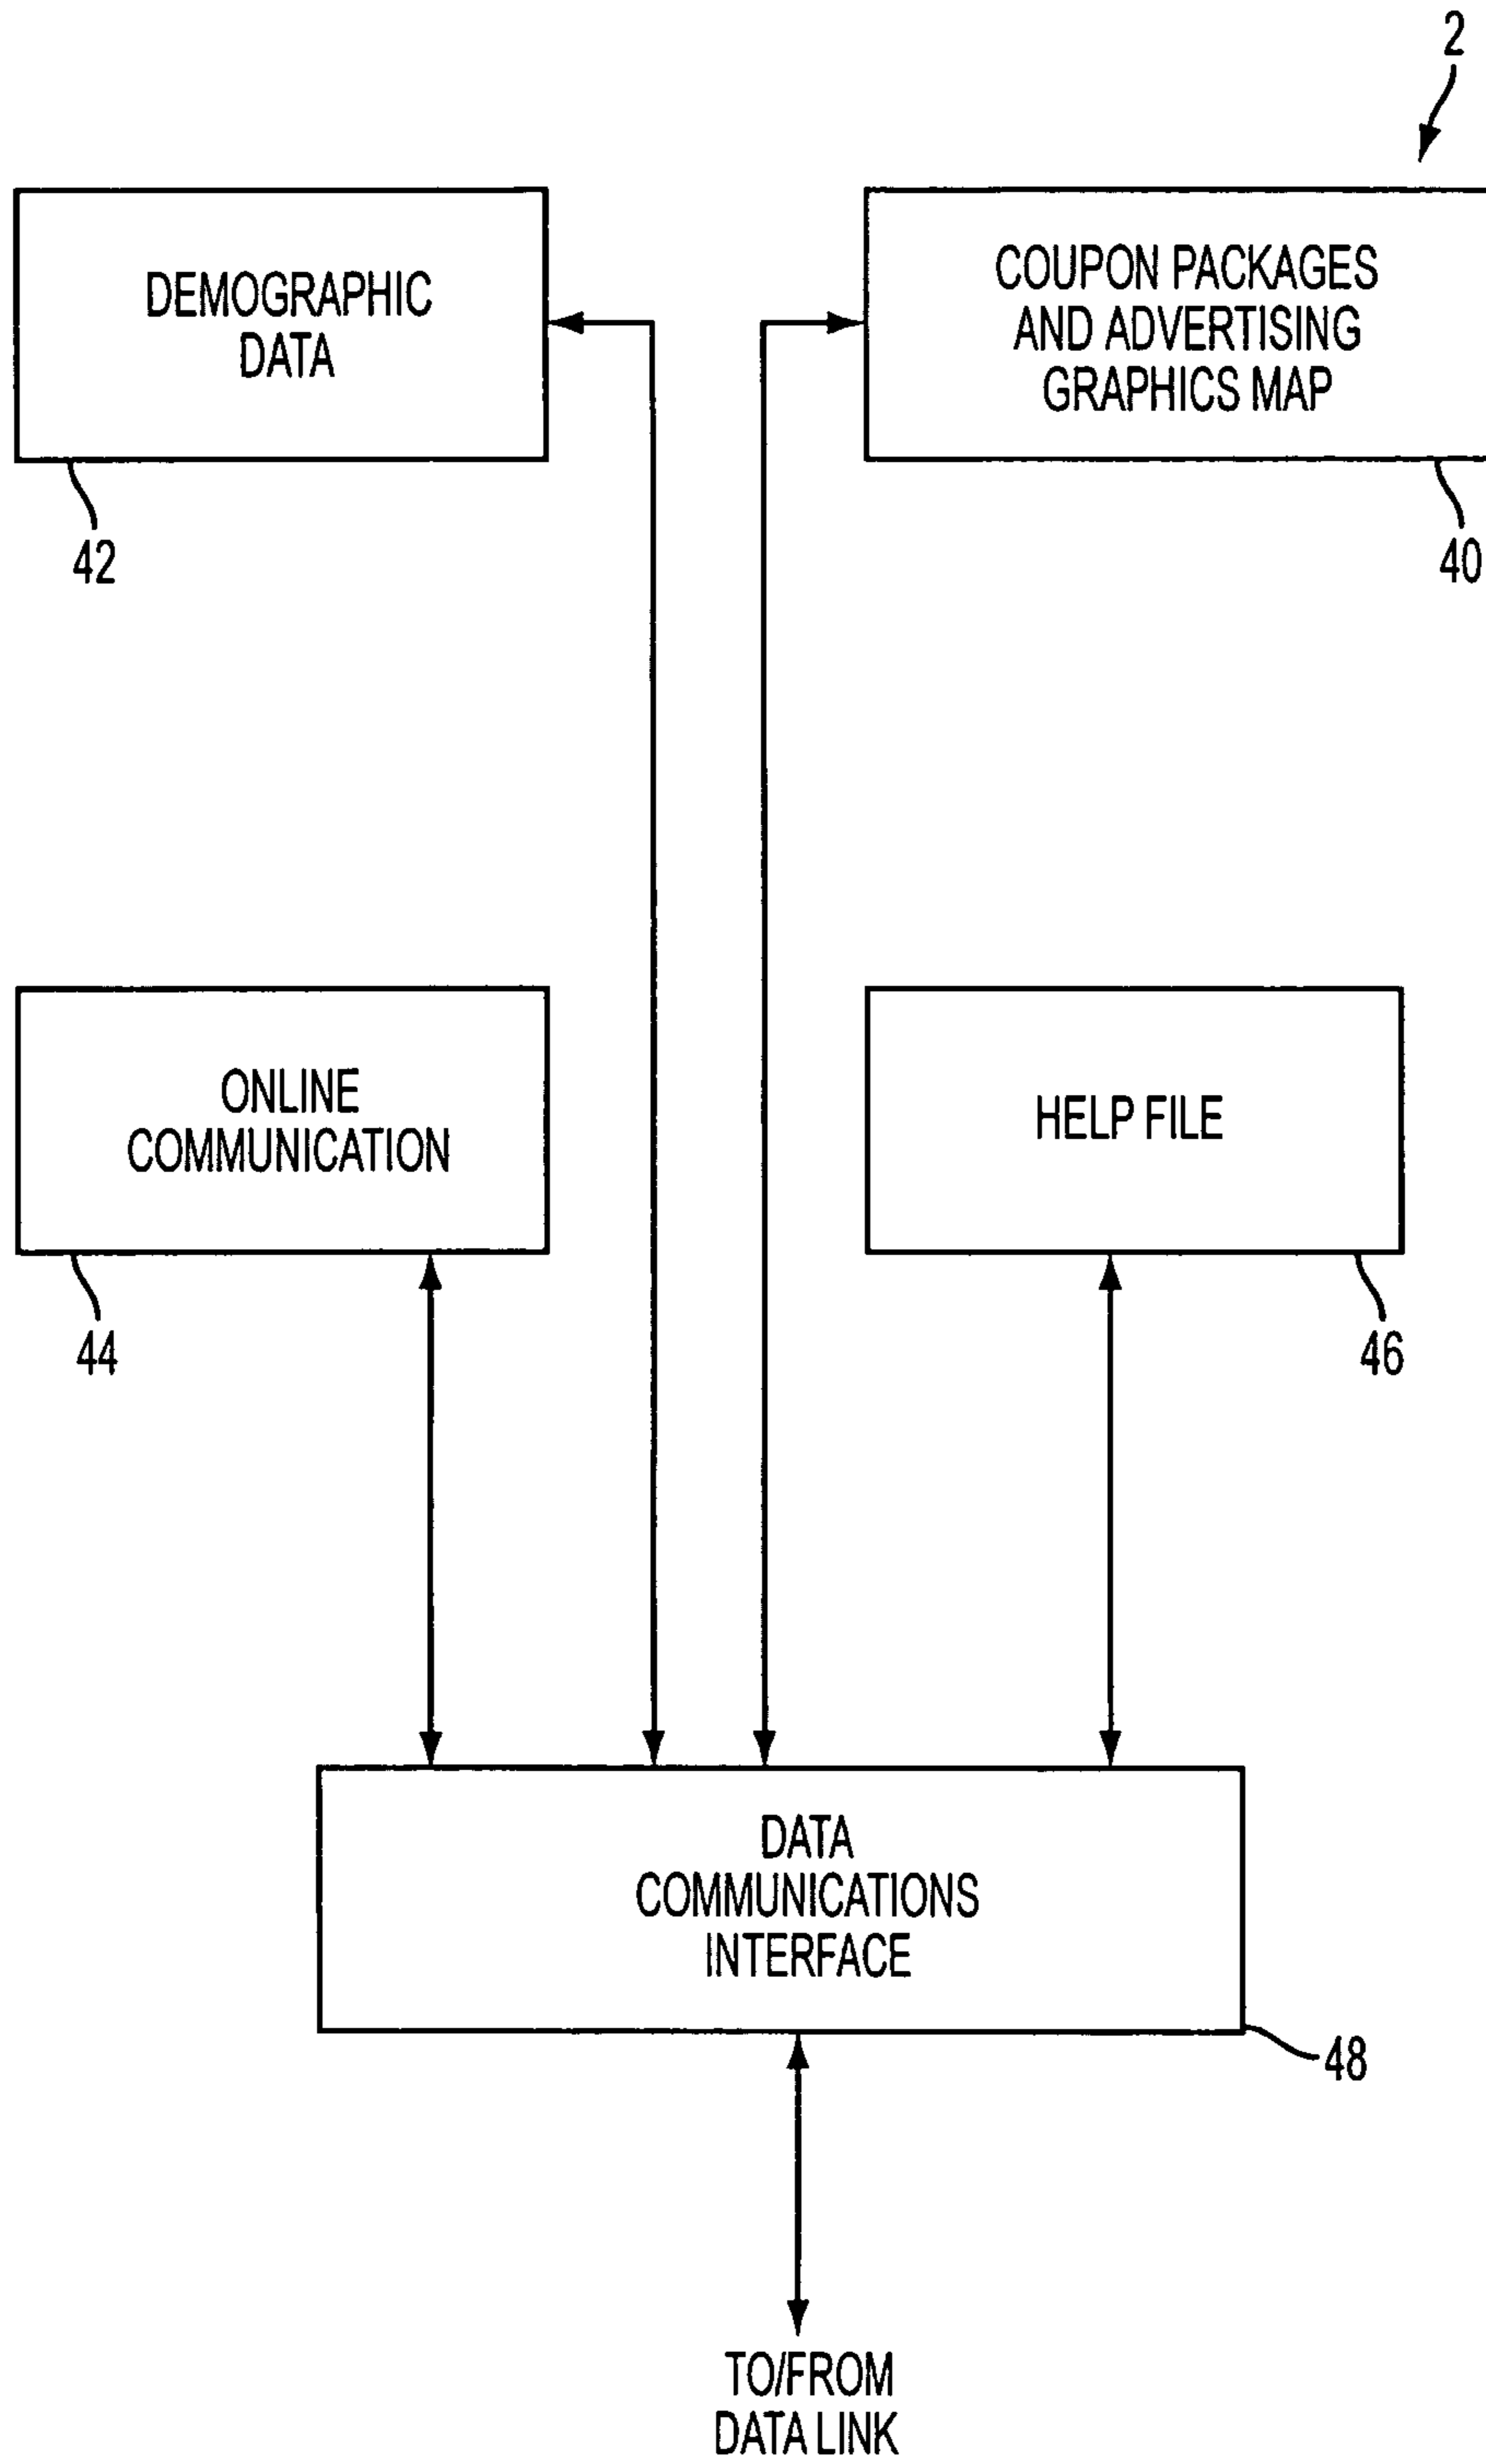 2
DEMOGRAPHIC
DATA
COUPON PACKAGES
AND ADVERTISING
GRAPHICS MAP
42
40
ONLINE
COMMUNICATION
HELP FILE
44
46
DATA
COMMUNICATIONS
INTERFACE
48
TO/FROM
DATA LINK